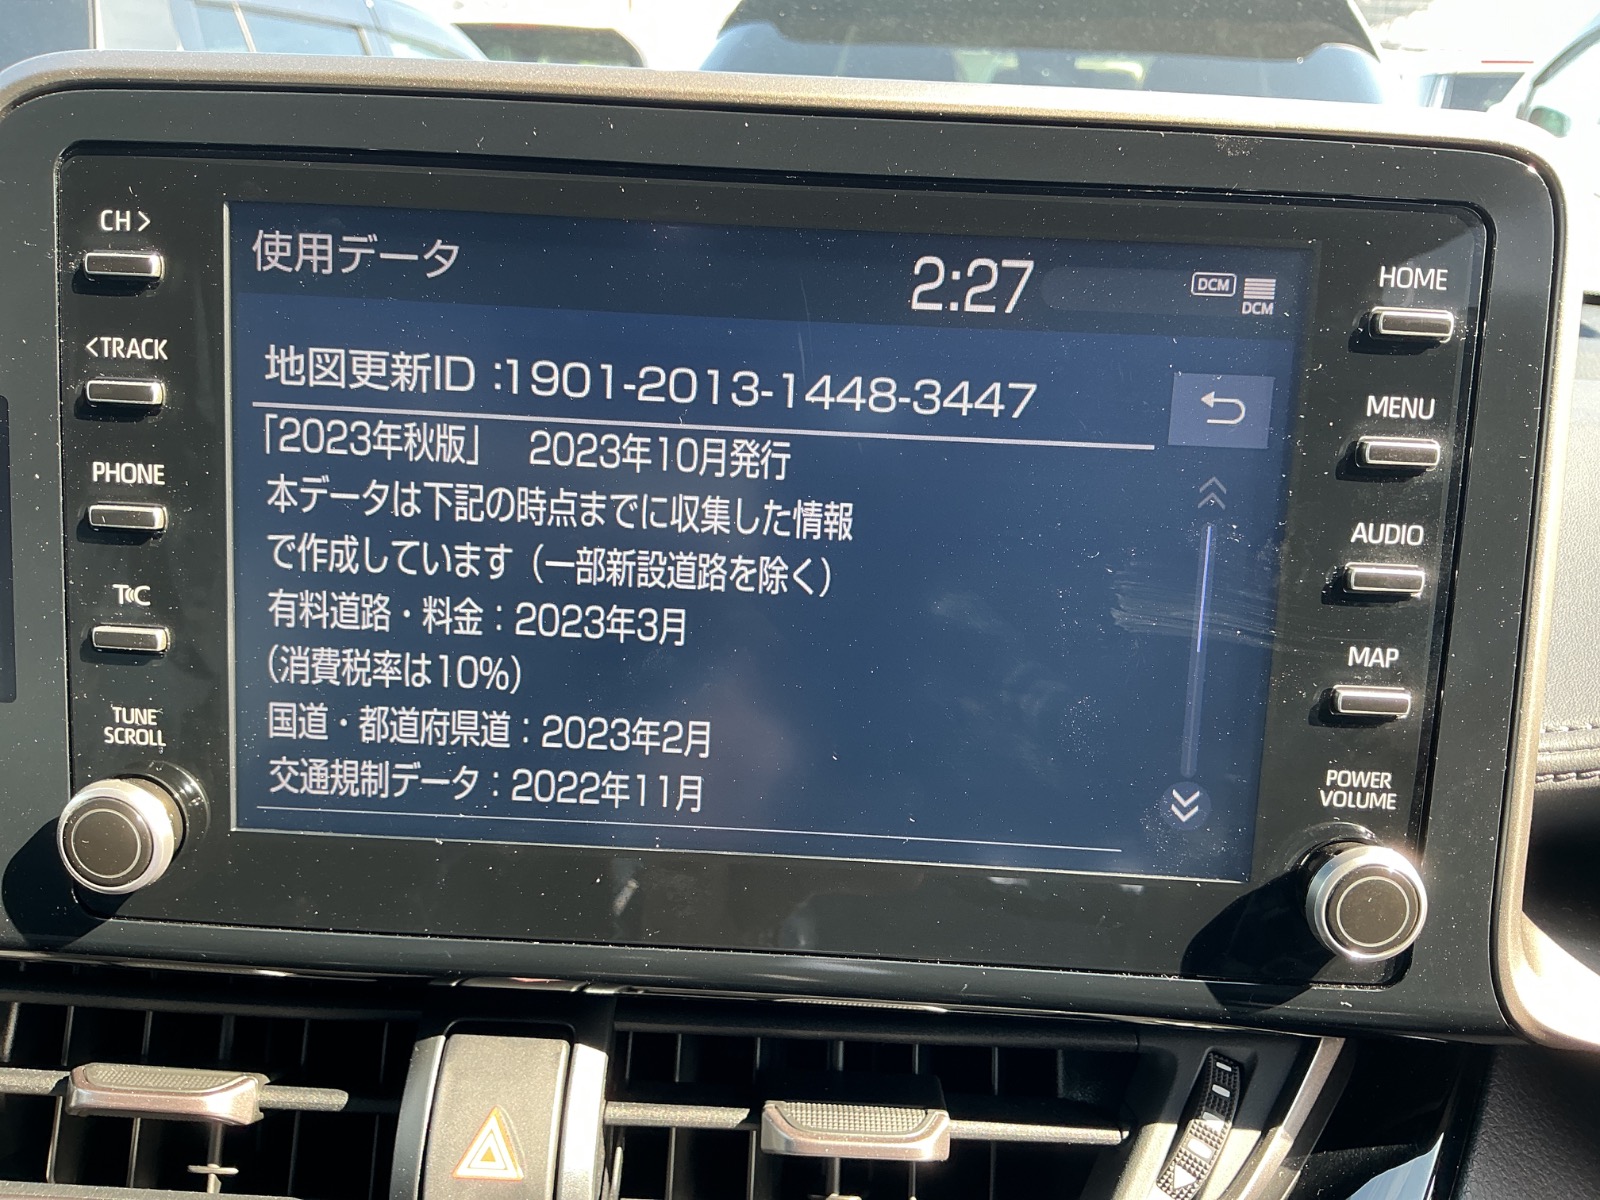 CH>
<TRACK
PHONE
TUNE
SCROLL
使用データ
2:27
DCM
DCM
地図更新ID :1901-2013-1448-3447
「2023年秋版」 2023年10月発行
本データは下記の時点までに収集した情報
で作成しています（一部新設道路を除く）
有料道路・料金：2023年3月
（消費税率は10%）
国道・都道府県道：2023年2月
交通規制データ：2022年11月
HOME
MENU
AUDIO
MAP
POWER
VOLUME